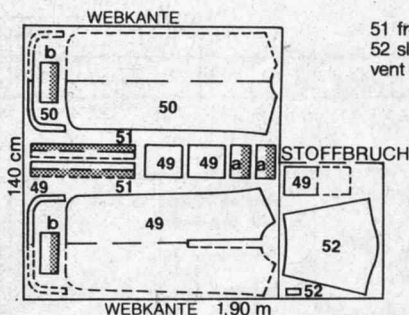 WEBKANTE
51 fr
52 sl
vent
b
50
50
51
140 cm
49
49
a
a
STOFFBRUCH
49
49
51
b
49
52
52
WEBKANTE 1,90 m